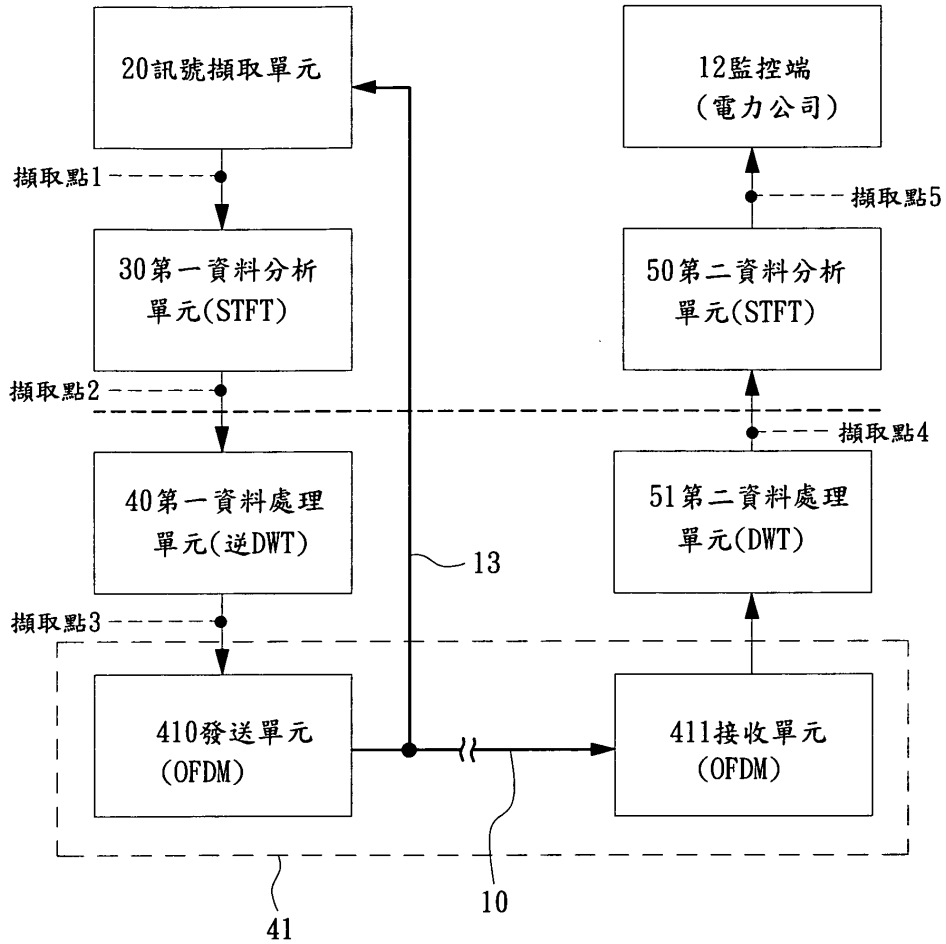 20訊號擷取單元
12監控端
(電力公司)
擷取點1
擷取點5
30第一資料分析
單元(STFT)
50第二資料分析
單元(STFT)
擷取點2
擷取點4
40第一資料處理
單元(逆DWT)
51第二資料處理
單元(DWT)
13
擷取點3
410發送單元
(OFDM)
411接收單元
(OFDM)
10
41